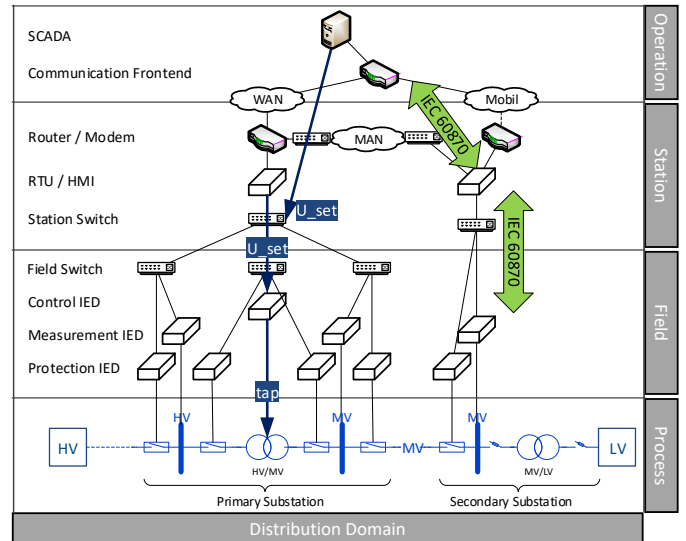 SCADA
Communication Frontend
WAN
Mobil
IEC 60870
Operation
Router / Modem
MAN
RTU / HMI
Station Switch
U_set
U_set
IEC 60870
Station
Field Switch
Control IED
Measurement IED
Protection IED
tap
Field
HV
MV
MV
HV
MV
LV
HV/MV
MV/LV
Primary Substation
Secondary Substation
Process
Distribution Domain